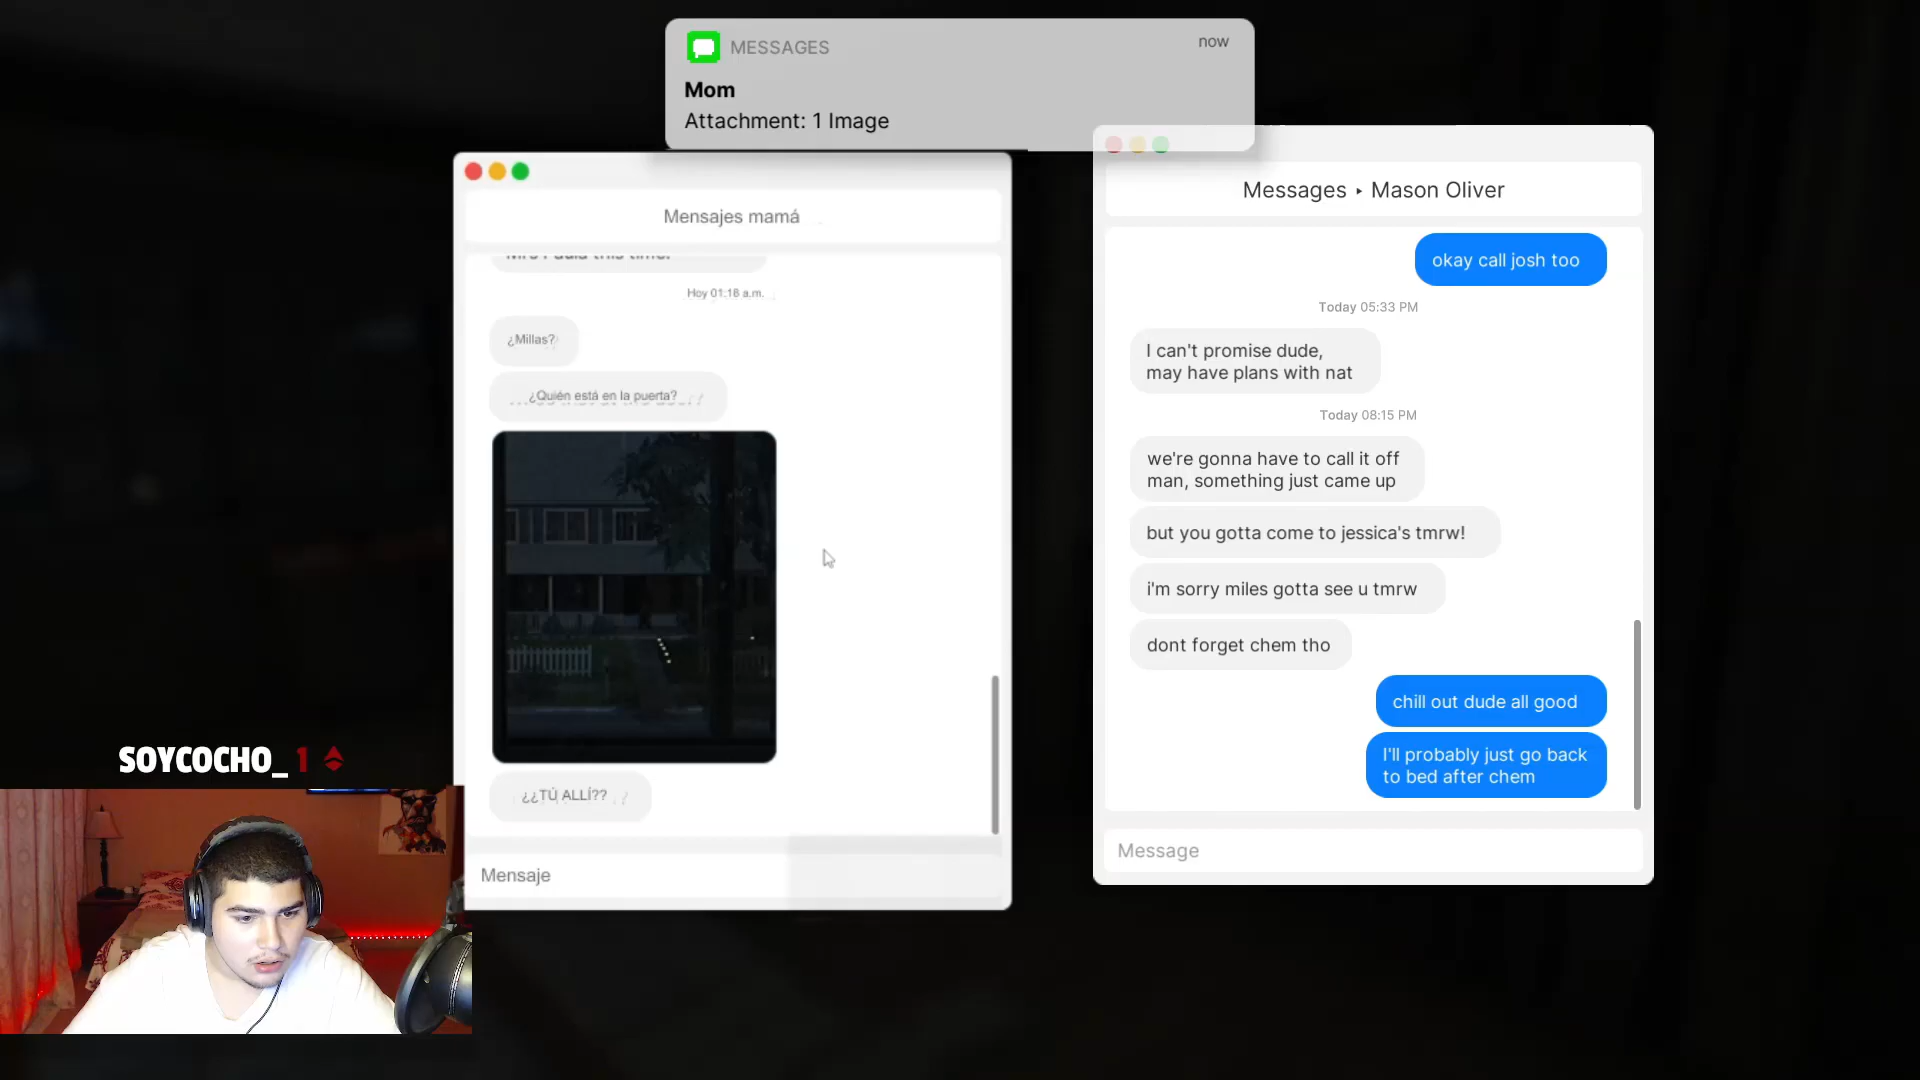 MESSAGES
now
Mom
Attachment: 1 Image
Mensajes mamá
Hoy 01:16 a.m.
¿Millas?
¿Quién está en la puerta?
¿¿TÚ ALLÍ??
Mensaje
Messages ‣ Mason Oliver
okay call josh too
Today 05:33 PM
I can't promise dude,
may have plans with nat
Today 08:15 PM
we're gonna have to call it off
man, something just came up
but you gotta come to jessica's tmrw!
i'm sorry miles gotta see u tmrw
dont forget chem tho
chill out dude all good
I'll probably just go back
to bed after chem
Message
SOYCOCHO_ 1